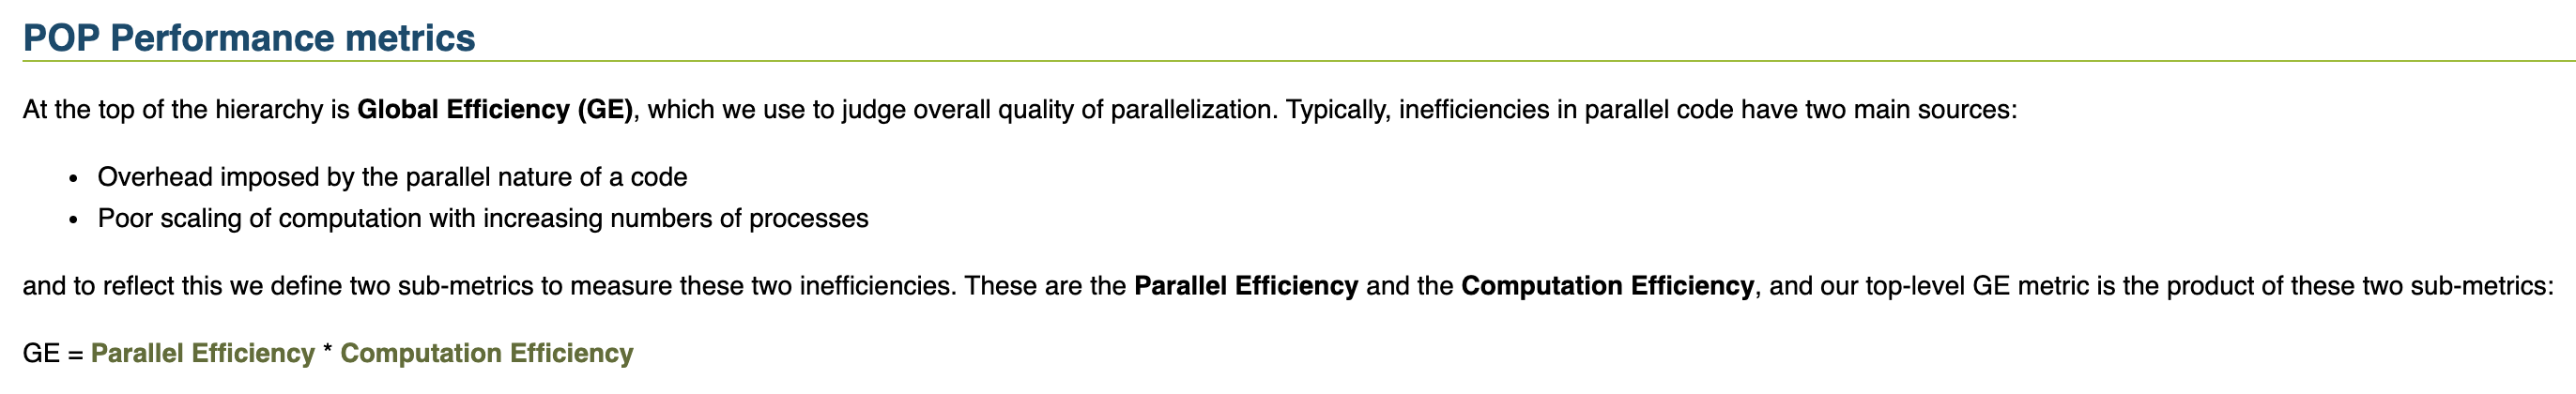 POP Performance metrics
At the top of the hierarchy is Global Efficiency (GE), which we use to judge overall quality of parallelization. Typically, inefficiencies in parallel code have two main sources:
• Overhead imposed by the parallel nature of a code
• Poor scaling of computation with increasing numbers of processes
and to reflect this we define two sub-metrics to measure these two inefficiencies. These are the Parallel Efficiency and the Computation Efficiency, and our top-level GE metric is the product of these two sub-metrics:
GE = Parallel Efficiency * Computation Efficiency